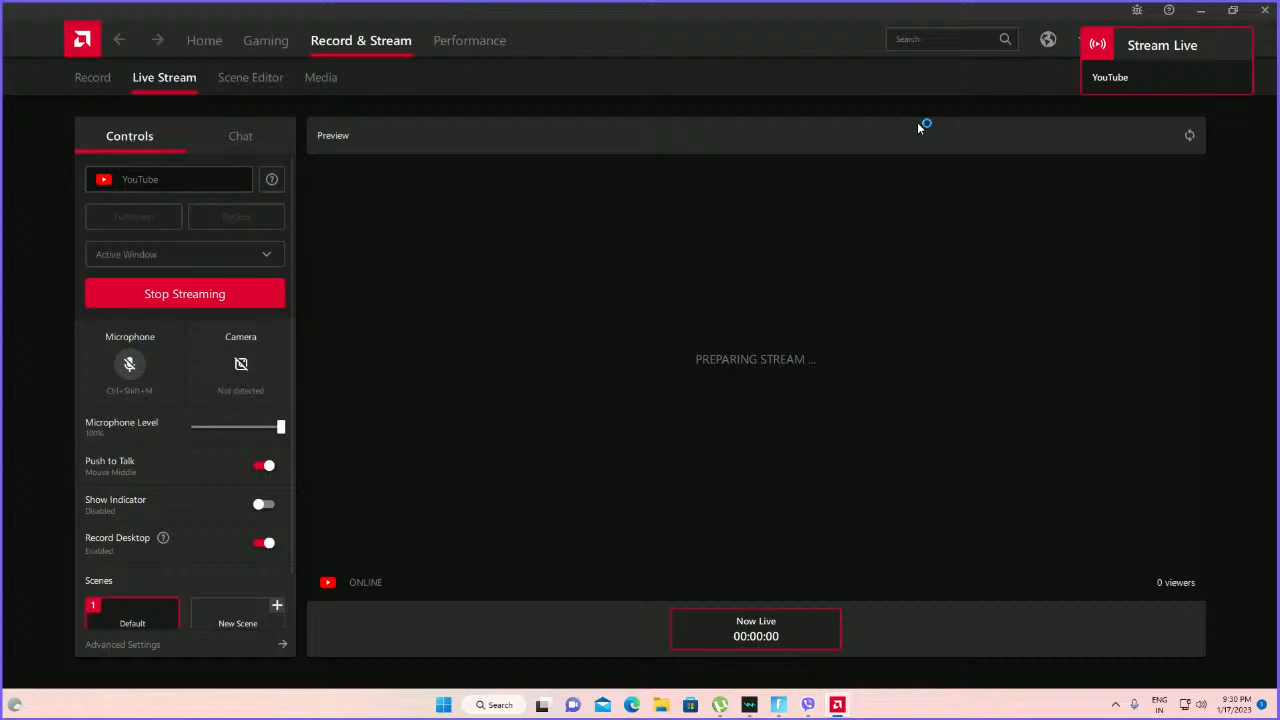 Home
Gaming
Record & Stream
Performance
Search
Stream Live
YouTube
Record
Live Stream
Scene Editor
Media
Controls
Chat
Preview
YouTube
Fullscreen
Region
Active Window
Stop Streaming
Microphone
Camera
Ctrl+Shift+M
Not detected
PREPARING STREAM ...
Microphone Level
100%
Push to Talk
Mouse Middle
Show Indicator
Disabled
Record Desktop
Enabled
Scenes
1
Default
New Scene
Advanced Settings
ONLINE
0 viewers
Now Live
00:00:00
Search
ENG
IN
9:30 PM
1/17/2023
1